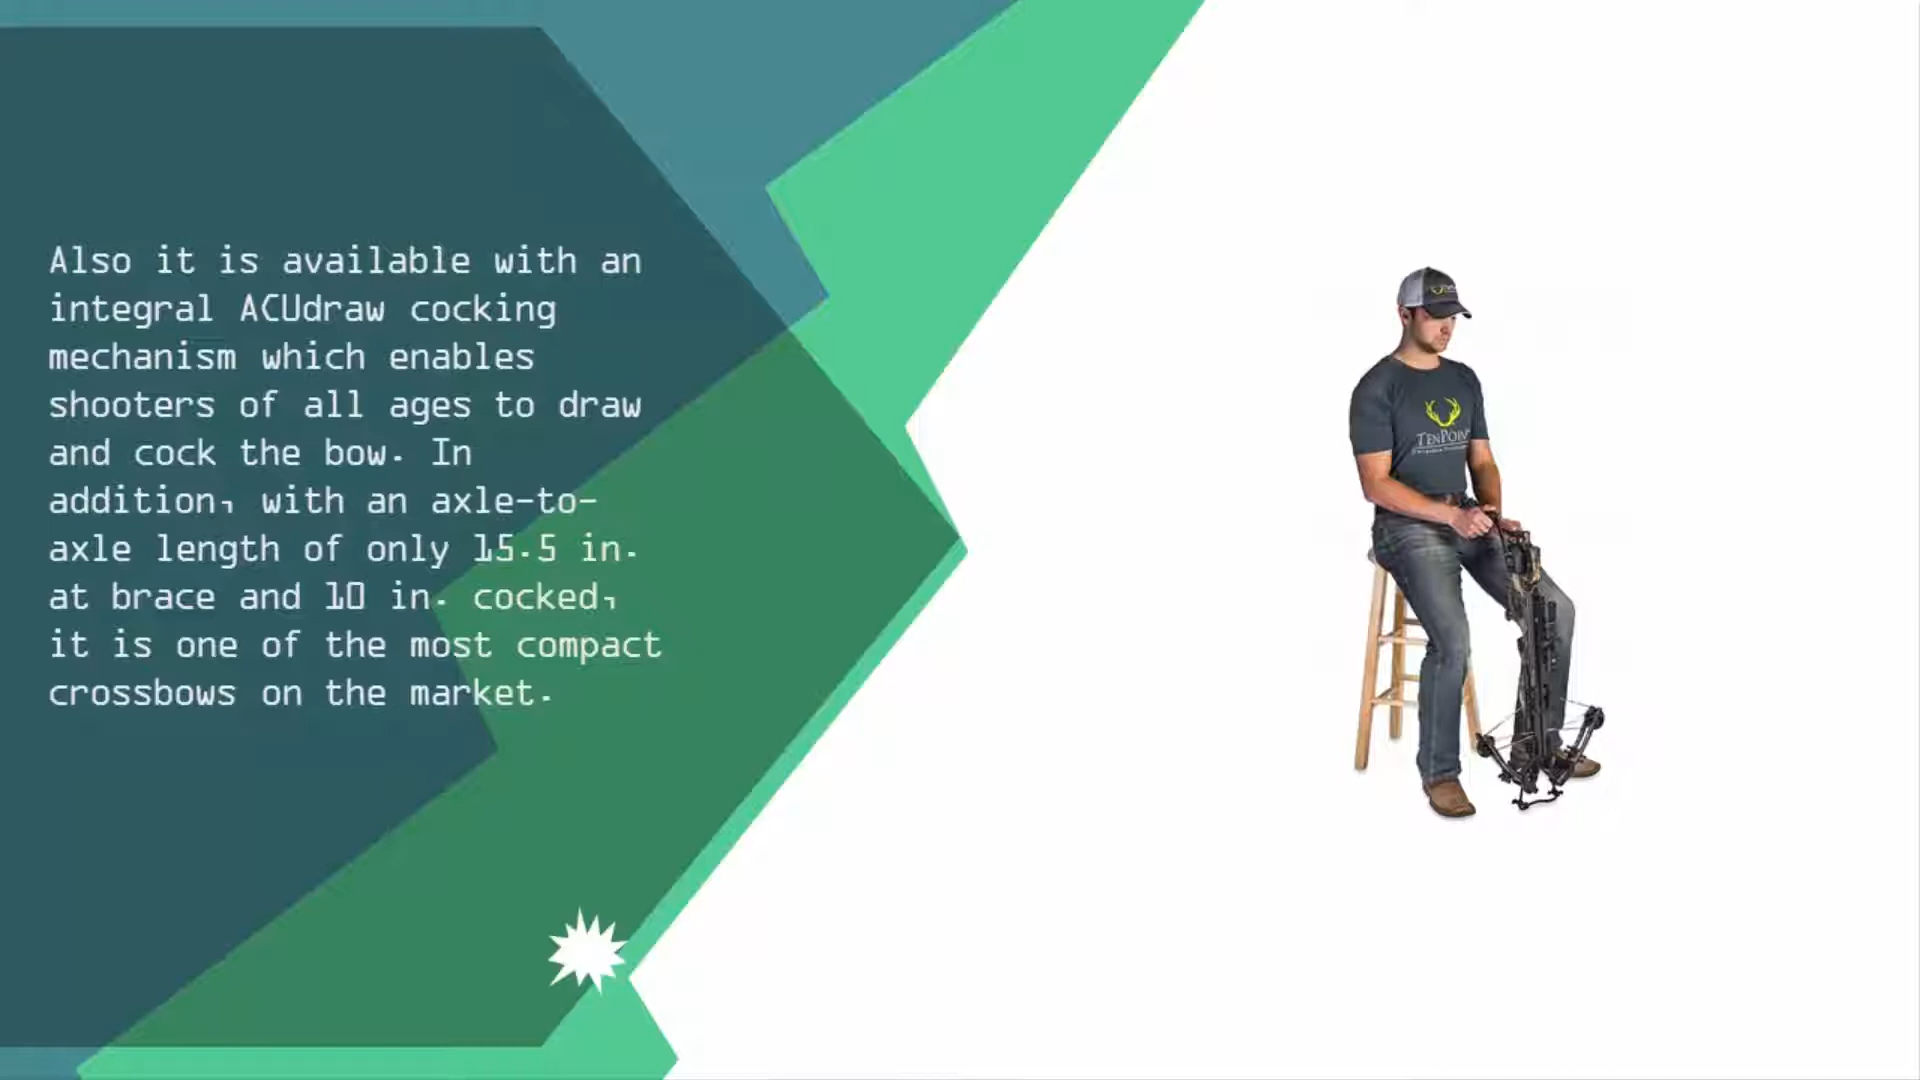 Also it is available with an
integral ACUdraw cocking
mechanism which enables
shooters of all ages to draw
and cock the bow. In
addition, with an axle-to-
axle length of only 15.5 in.
at brace and 10 in. cocked,
it is one of the most compact
crossbows on the market.
TENPOINT